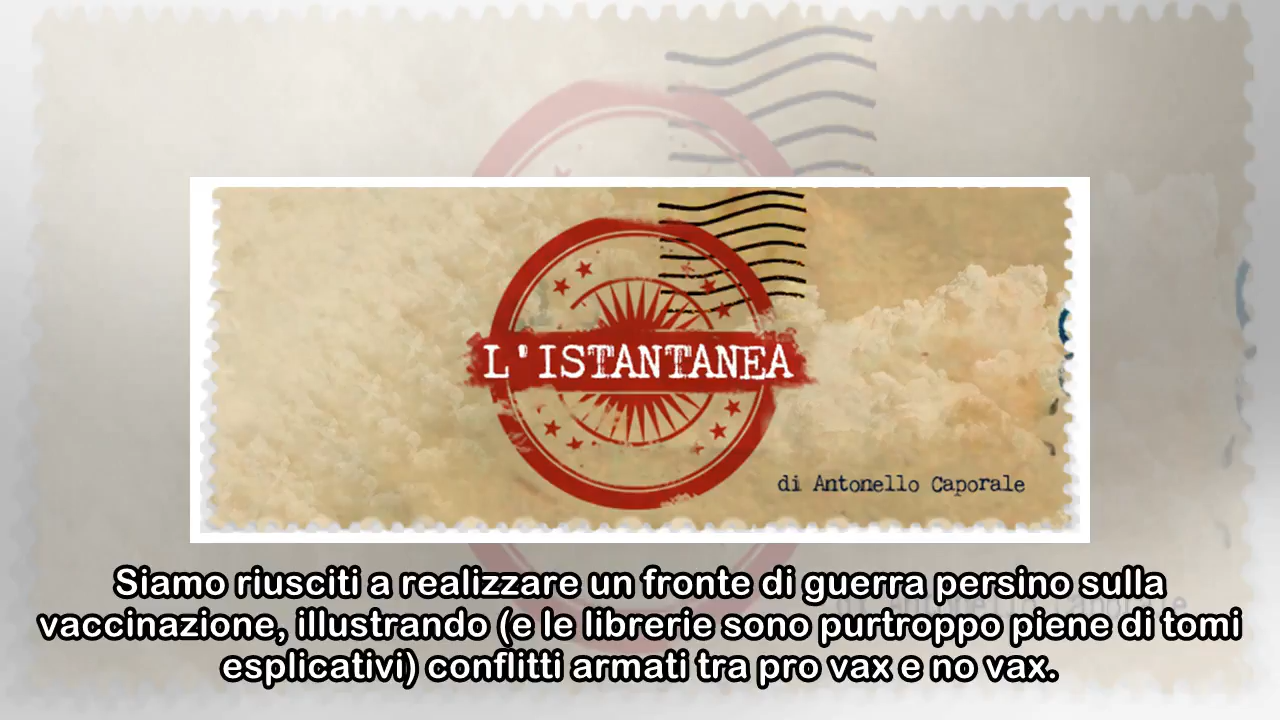 L'ISTANTANEA
di Antonello Caporale
Siamo riusciti a realizzare un fronte di guerra persino sulla
vaccinazione, illustrando (e le librerie sono purtroppo piene di tomi
esplicativi) conflitti armati tra pro vax e no vax.